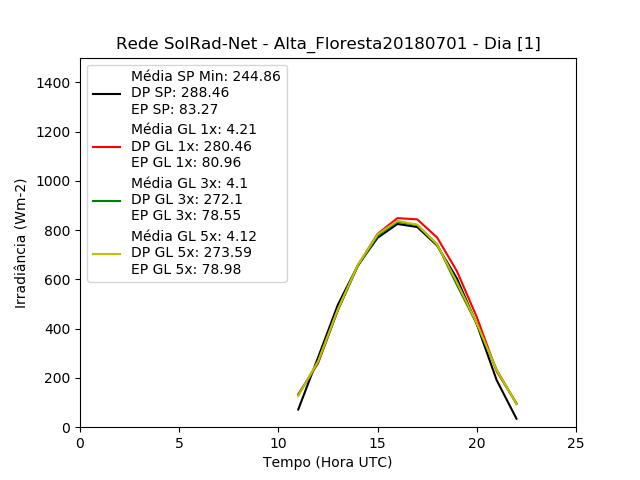 Rede SolRad-Net - Alta_Floresta20180701 - Dia [1]
Média SP Min: 244.86
DP SP: 288.46
EP SP: 83.27
Média GL 1x: 4.21
DP GL 1x: 280.46
EP GL 1x: 80.96
Média GL 3x: 4.1
DP GL 3x: 272.1
EP GL 3x: 78.55
Média GL 5x: 4.12
DP GL 5x: 273.59
EP GL 5x: 78.98
Irradiância (Wm-2)
1400
1200
1000
800
600
400
200
0
0 5 10 15 20 25
Tempo (Hora UTC)